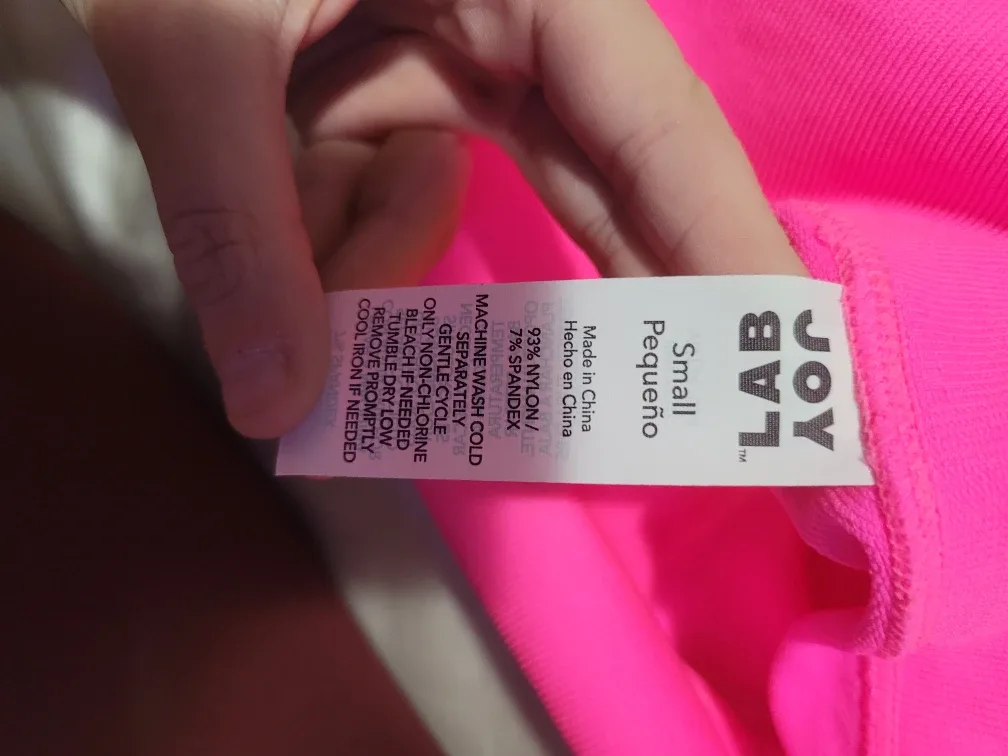 JOY
LAB™
Small
Pequeño
Made in China
Hecho en China
93% NYLON /
7% SPANDEX
MACHINE WASH COLD
SEPARATELY
GENTLE CYCLE
ONLY NON-CHLORINE
BLEACH IF NEEDED
TUMBLE DRY LOW
REMOVE PROMPTLY
COOL IRON IF NEEDED